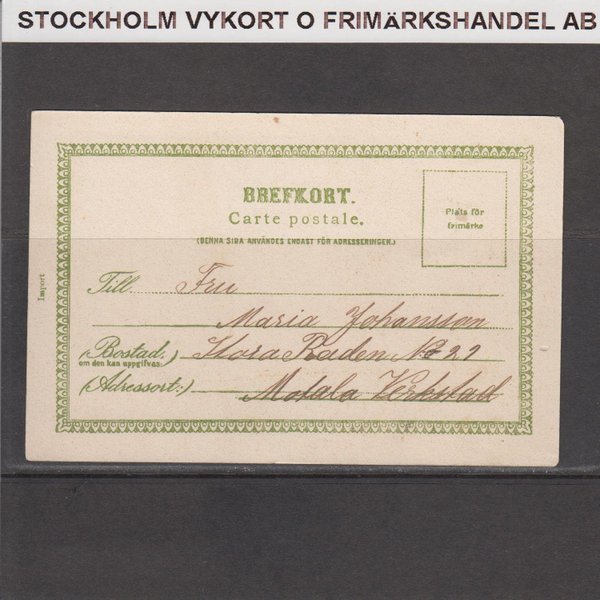 STOCKHOLM VYKORT O FRIMÄRKSHANDEL AB
BREFKORT.
Carte postale.
(DENNA SIDA ANVÄNDES ENDAST FÖR ADRESSERINGEN.)
Plats för
frimärke
Import
Till Fru
Maria Johansson
(Bostad.) Stora Raden No 22
om den kan uppgifvas
(Adressort:) Motala Verkstad